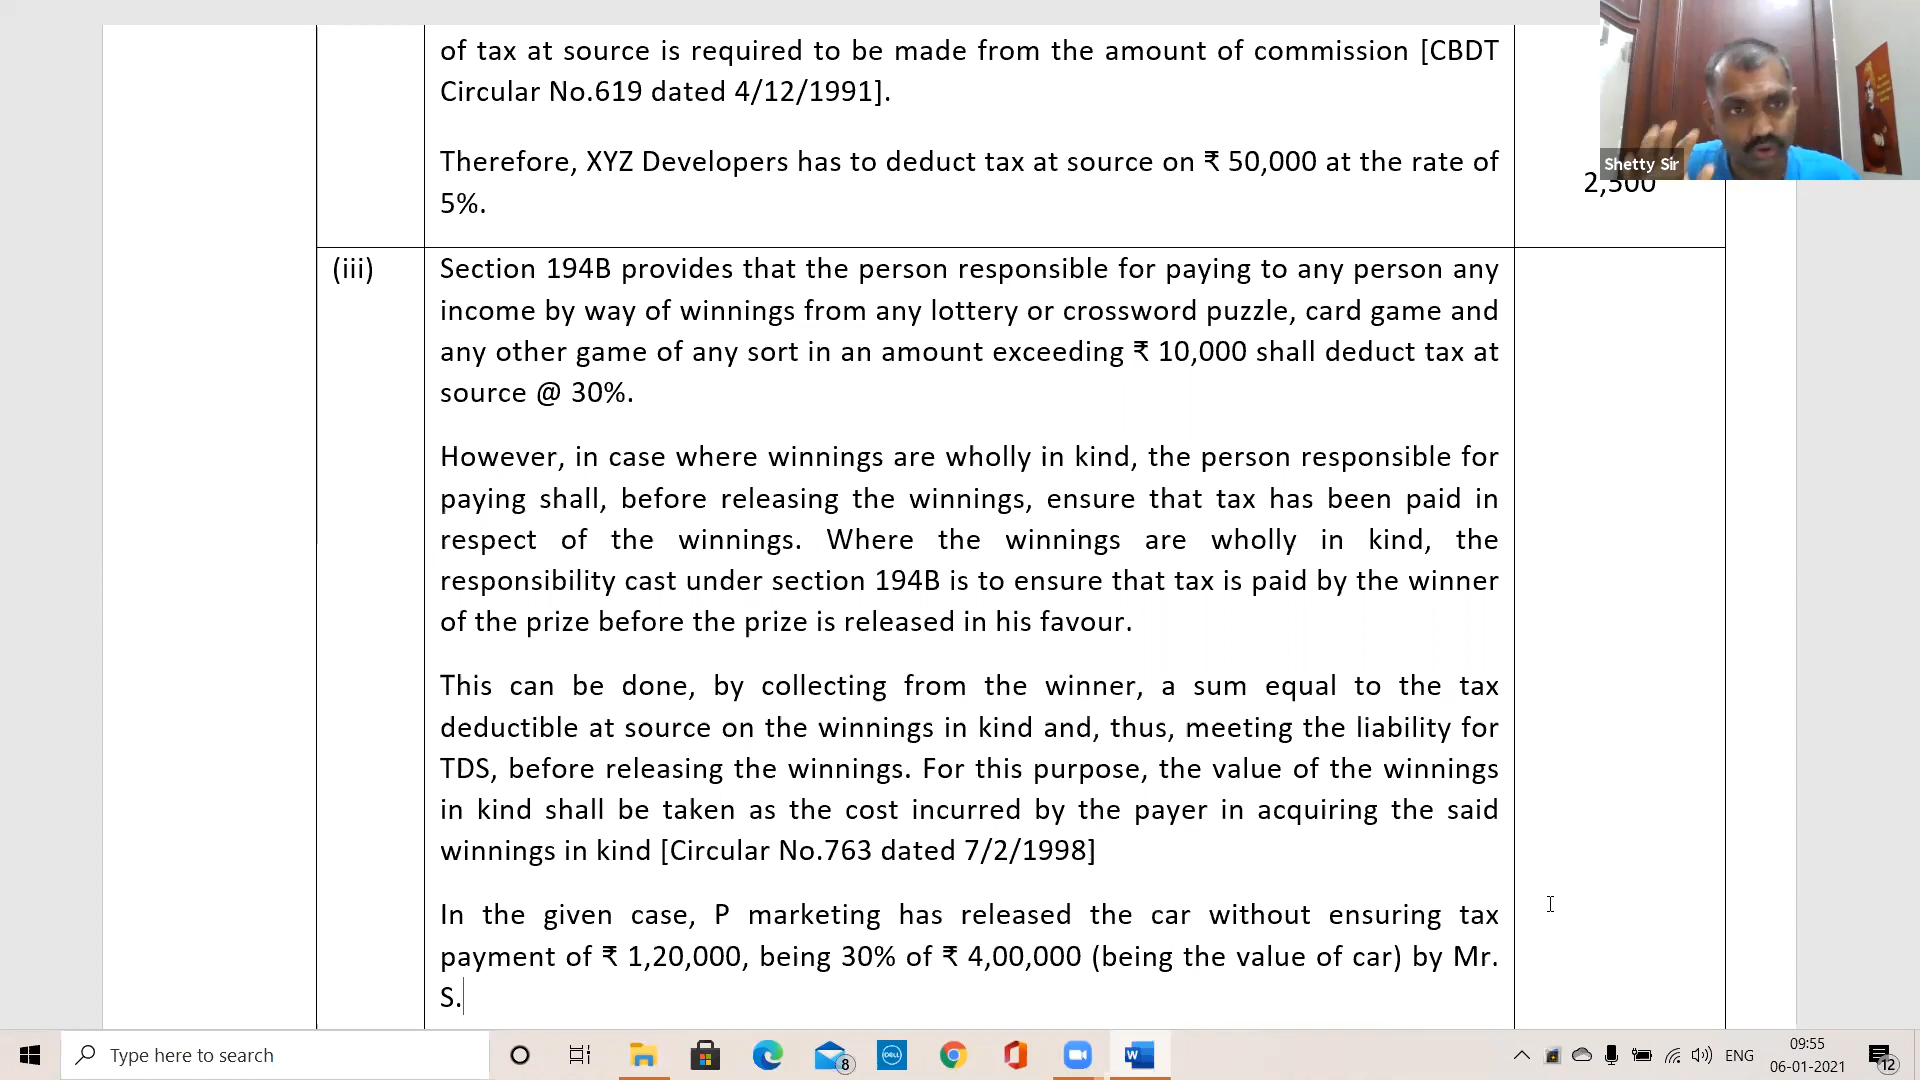 of tax at source is required to be made from the amount of commission [CBDT
Circular No.619 dated 4/12/1991].
Therefore, XYZ Developers has to deduct tax at source on ₹ 50,000 at the rate of
5%.
2,500
Shetty Sir
(iii)
Section 194B provides that the person responsible for paying to any person any
income by way of winnings from any lottery or crossword puzzle, card game and
any other game of any sort in an amount exceeding ₹ 10,000 shall deduct tax at
source @ 30%.
However, in case where winnings are wholly in kind, the person responsible for
paying shall, before releasing the winnings, ensure that tax has been paid in
respect of the winnings. Where the winnings are wholly in kind, the
responsibility cast under section 194B is to ensure that tax is paid by the winner
of the prize before the prize is released in his favour.
This can be done, by collecting from the winner, a sum equal to the tax
deductible at source on the winnings in kind and, thus, meeting the liability for
TDS, before releasing the winnings. For this purpose, the value of the winnings
in kind shall be taken as the cost incurred by the payer in acquiring the said
winnings in kind [Circular No.763 dated 7/2/1998]
In the given case, P marketing has released the car without ensuring tax
payment of ₹ 1,20,000, being 30% of ₹ 4,00,000 (being the value of car) by Mr.
S.
Type here to search
8
DELL
W
ENG
09:55
06-01-2021
12